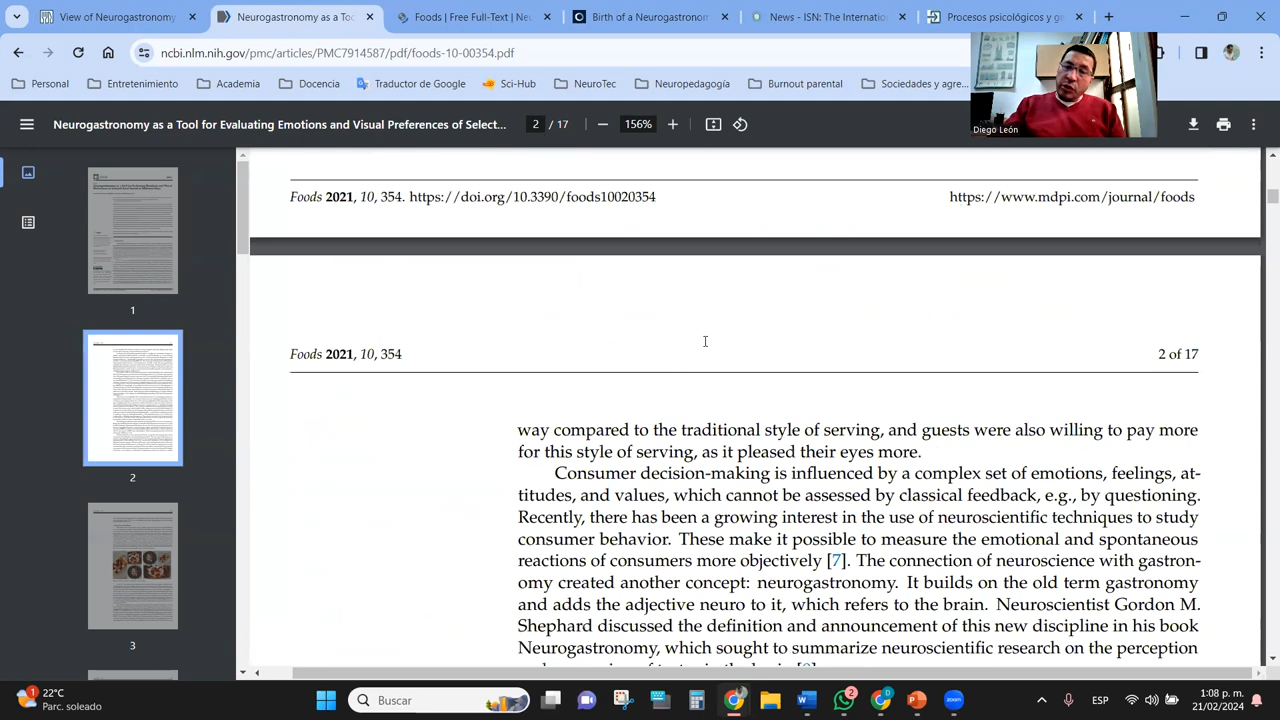 View of Neurogastronomy
Neurogastronomy as a Too
Foods | Free Full-Text | Neu
Birth of a Neurogastronom
News - ISN: The Internatio
Procesos psicológicos y g
ncbi.nlm.nih.gov/pmc/articles/PMC7914587/pdf/foods-10-00354.pdf
Personal
Entretenimiento
Academia
Traductor de Google
Sci-Hub
NeuroTec
Neuropedagogía
Burnout parental
Sociedades y agre...
Neurogastronomy as a Tool for Evaluating Emotions and Visual Preferences of Select...
2 / 17
156%
Diego León
Foods 2021, 10, 354. https://doi.org/10.3390/foods10020354
https://www.mdpi.com/journal/foods
1
Foods 2021, 10, 354
2 of 17
way compared to the traditional style of serving, and guests were also willing to pay more
for this style of serving, as it pleased their eyes more.
Consumer decision-making is influenced by a complex set of emotions, feelings, at-
titudes, and values, which cannot be assessed by classical feedback, e.g., by questioning.
Recently, there has been a growing interest in the use of neuroscientific techniques to study
consumer behavior. These make it possible to measure the emotional and spontaneous
reactions of consumers more objectively [7]. The connection of neuroscience with gastron-
omy created another concept: neurogastronomy. It builds on the old term gastronomy
and adds the adjective neuro to it, which refers to the brain. Neuroscientist Gordon M.
Shephard discussed the definition and announcement of this new discipline in his book
Neurogastronomy, which sought to summarize neuroscientific research on the perception
2
3
1
22°C
Parc. soleado
Buscar
2
zoom
ESP
1:08 p. m.
21/02/2024
1